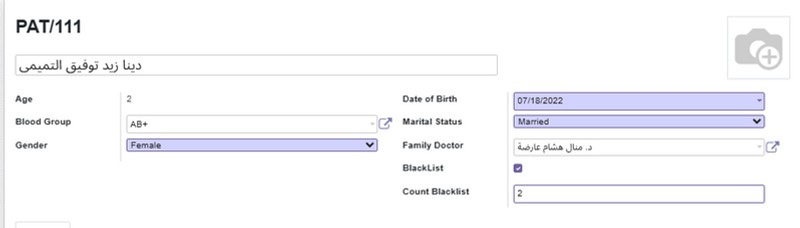 PAT/111
دينا زيد توفيق التميمى
Age 2
Blood Group AB+
Gender Female
Date of Birth 07/18/2022
Marital Status Married
Family Doctor د. منال هشام عارضة
BlackList
Count Blacklist 2